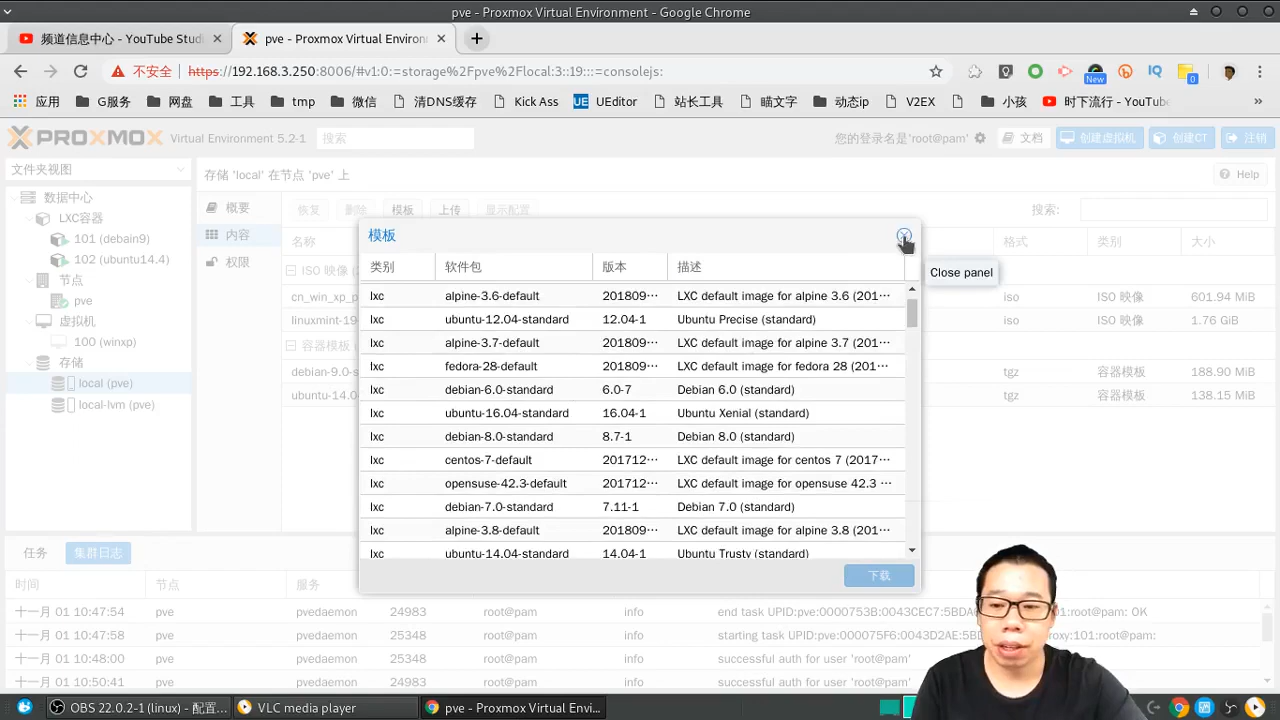 pve - Proxmox Virtual Environment - Google Chrome
频道信息中心 - YouTube Studi
pve - Proxmox Virtual Environ
不安全
https://192.168.3.250:8006/#v1:0:=storage%2Fpve%2Flocal:3::19:::=consolejs:
New
0
应用
G服务
网盘
工具
tmp
微信
清DNS缓存
Kick Ass
UE
UEditor
站长工具
瞄文字
动态ip
V2EX
小孩
时下流行 - YouTub
»
PROXMOX
Virtual Environment 5.2-1
搜索
您的登录名是'root@pam'
文档
创建虚拟机
创建CT
注销
文件夹视图
存储 'local' 在节点 'pve' 上
Help
数据中心
LXC容器
101 (debain9)
102 (ubuntu14.4)
节点
pve
虚拟机
100 (winxp)
存储
local (pve)
local-lvm (pve)
概要
内容
权限
恢复
删除
模板
上传
显示配置
搜索:
名称
格式
类别
大小
ISO 映像
cn_win_xp_p
iso
ISO 映像
601.94 MiB
linuxmint-19
iso
ISO 映像
1.76 GiB
容器模板
debian-9.0-s
tgz
容器模板
188.90 MiB
ubuntu-14.0
tgz
容器模板
138.15 MiB
模板
Close panel
类别
软件包
版本
描述
lxc
alpine-3.6-default
201809…
LXC default image for alpine 3.6 (201…
lxc
ubuntu-12.04-standard
12.04-1
Ubuntu Precise (standard)
lxc
alpine-3.7-default
201809…
LXC default image for alpine 3.7 (201…
lxc
fedora-28-default
201809…
LXC default image for fedora 28 (201…
lxc
debian-6.0-standard
6.0-7
Debian 6.0 (standard)
lxc
ubuntu-16.04-standard
16.04-1
Ubuntu Xenial (standard)
lxc
debian-8.0-standard
8.7-1
Debian 8.0 (standard)
lxc
centos-7-default
201712…
LXC default image for centos 7 (2017…
lxc
opensuse-42.3-default
201712…
LXC default image for opensuse 42.3 …
lxc
debian-7.0-standard
7.11-1
Debian 7.0 (standard)
lxc
alpine-3.8-default
201809…
LXC default image for alpine 3.8 (201…
lxc
ubuntu-14.04-standard
14.04-1
Ubuntu Trusty (standard)
下载
任务
集群日志
时间
节点
服务
十一月 01 10:47:54
pve
pvedaemon
24983
root@pam
info
end task UPID:pve:0000753B:0043CEC7:5BDA
101:root@pam: OK
十一月 01 10:47:58
pve
pvedaemon
25348
root@pam
info
starting task UPID:pve:000075F6:0043D2AE:5BD
proxy:101:root@pam:
十一月 01 10:48:00
pve
pvedaemon
25348
root@pam
info
successful auth for user 'root@pam'
十一月 01 10:50:41
pve
pvedaemon
24983
root@pam
info
successful auth for user 'root@pam'
OBS 22.0.2-1 (linux) - 配置…
VLC media player
pve - Proxmox Virtual Envi…